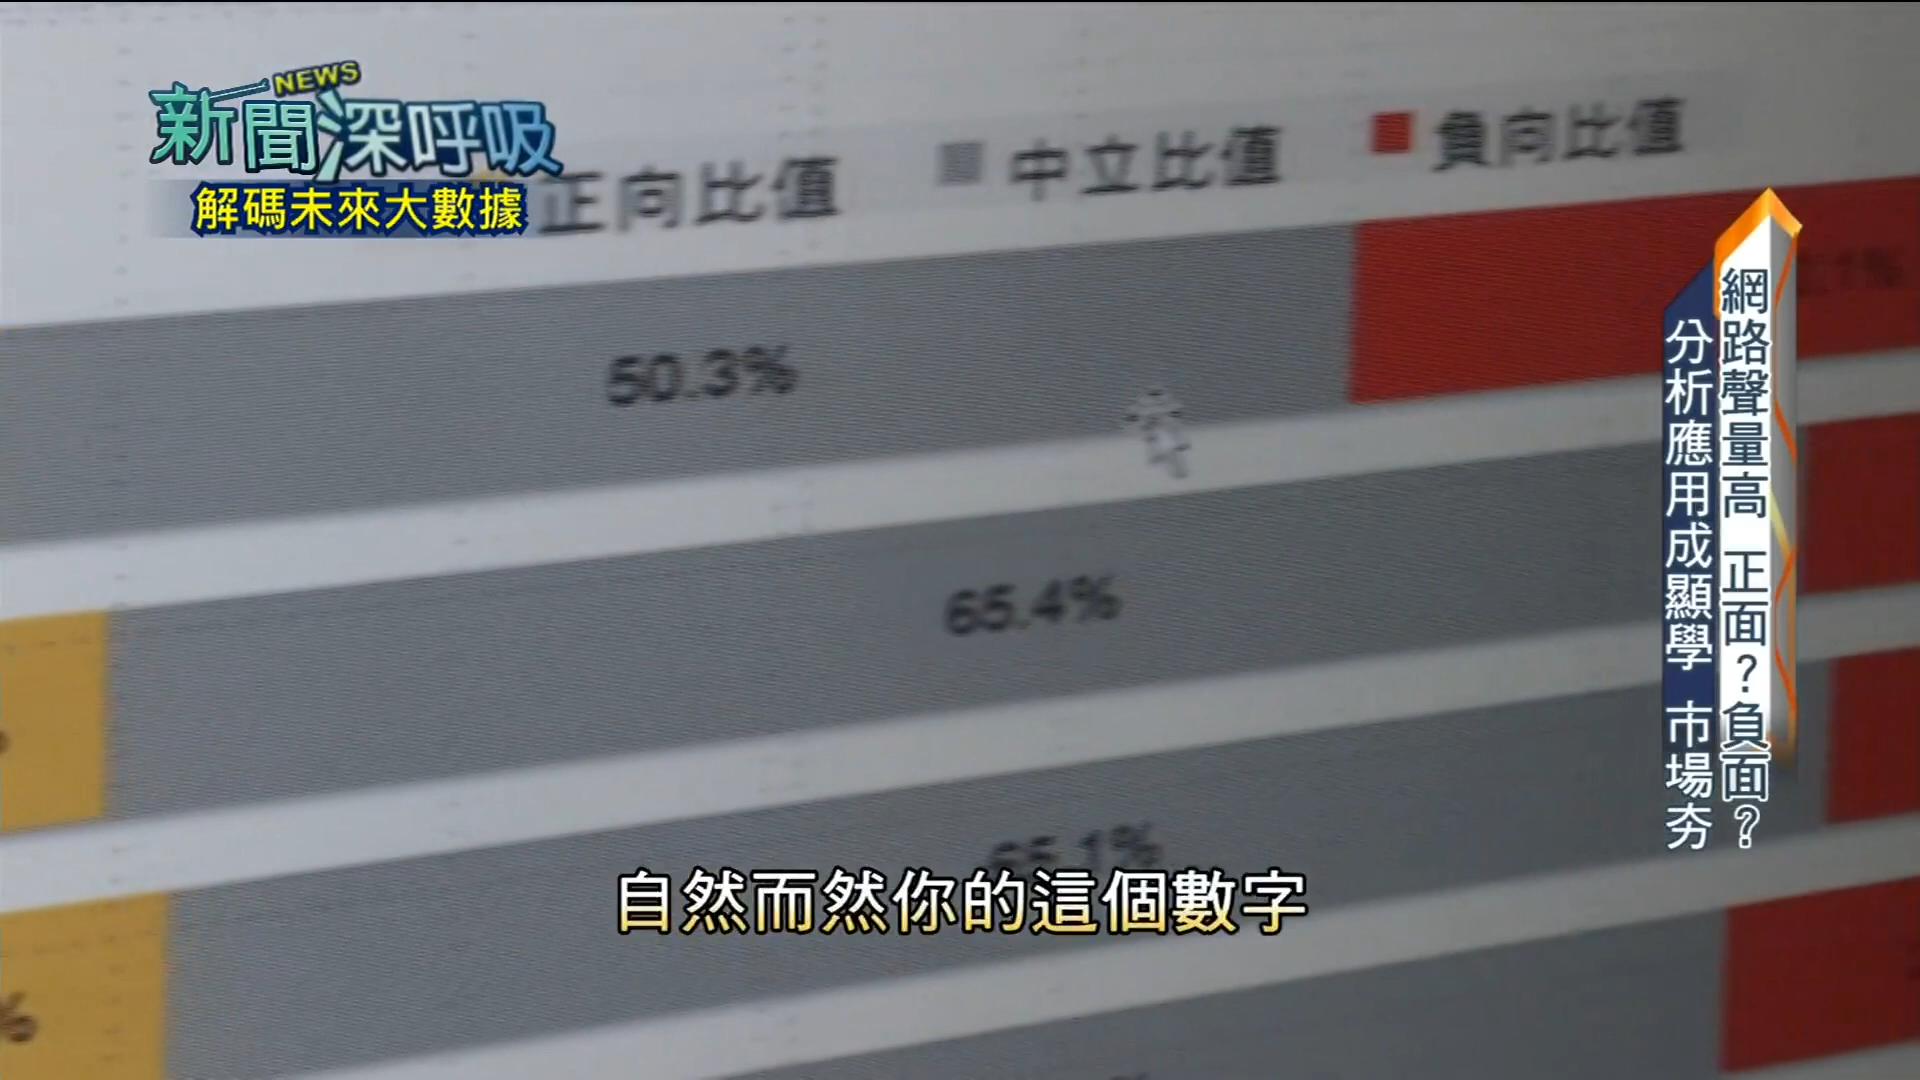 NEWS
新聞深呼吸
解碼未來大數據
正向比值
中立比值
負向比值
50.3%
65.4%
65.1%
%
網路聲量高 正面？負面？
分析應用成顯學 市場夯
自然而然你的這個數字